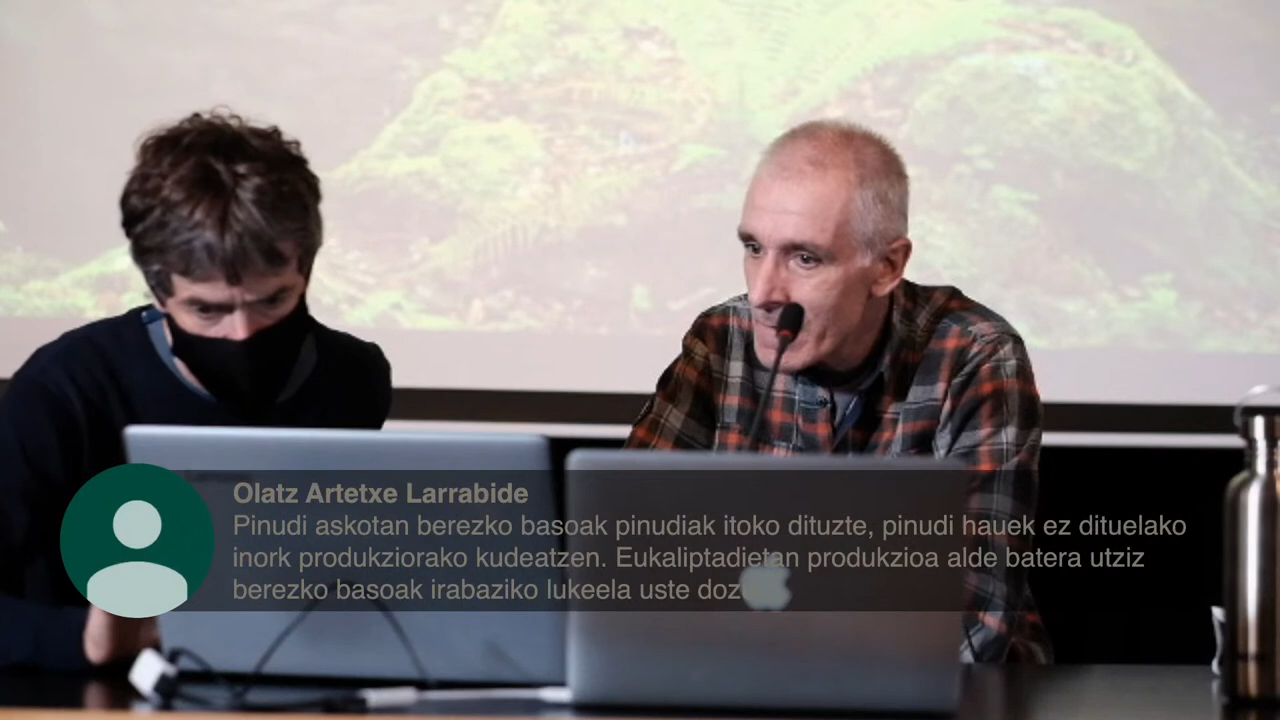 Olatz Artetxe Larrabide
Pinudi askotan berezko basoak pinudiak itoko dituzte, pinudi hauek ez dituelako
inork produkziorako kudeatzen. Eukaliptadietan produkzioa alde batera utziz
berezko basoak irabaziko lukeela uste doz